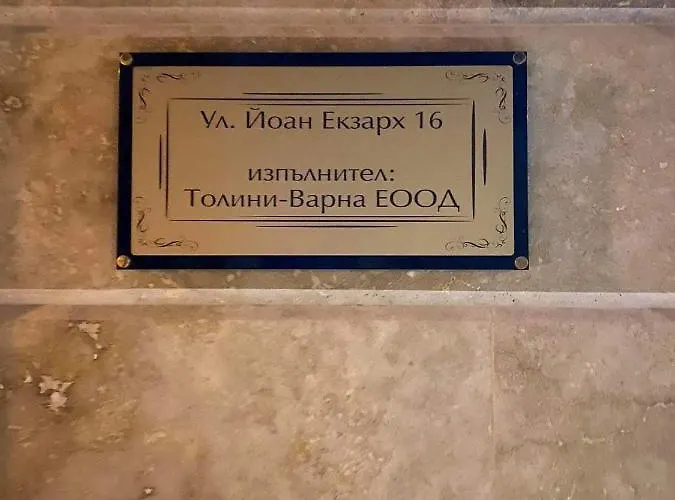 Ул. Йоан Екзарх 16
изпълнител:
Толини-Варна ЕООД